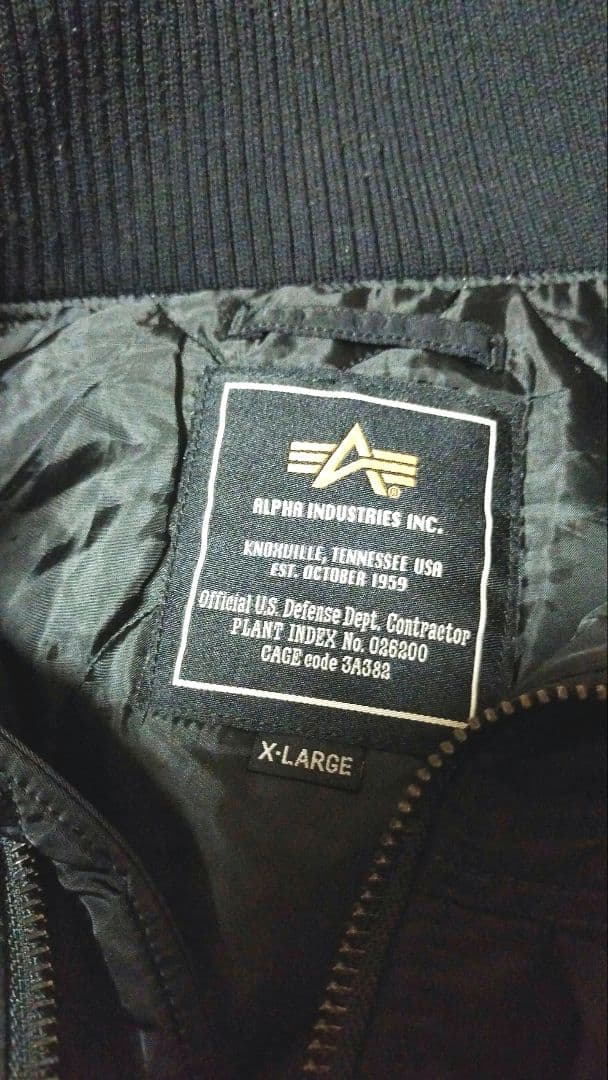 ®
ALPHA INDUSTRIES INC.
KNOXVILLE, TENNESSEE USA
EST. OCTOBER 1959
Official U.S. Defense Dept. Contractor
PLANT INDEX No. 026200
CAGE code 3A382
X-LARGE